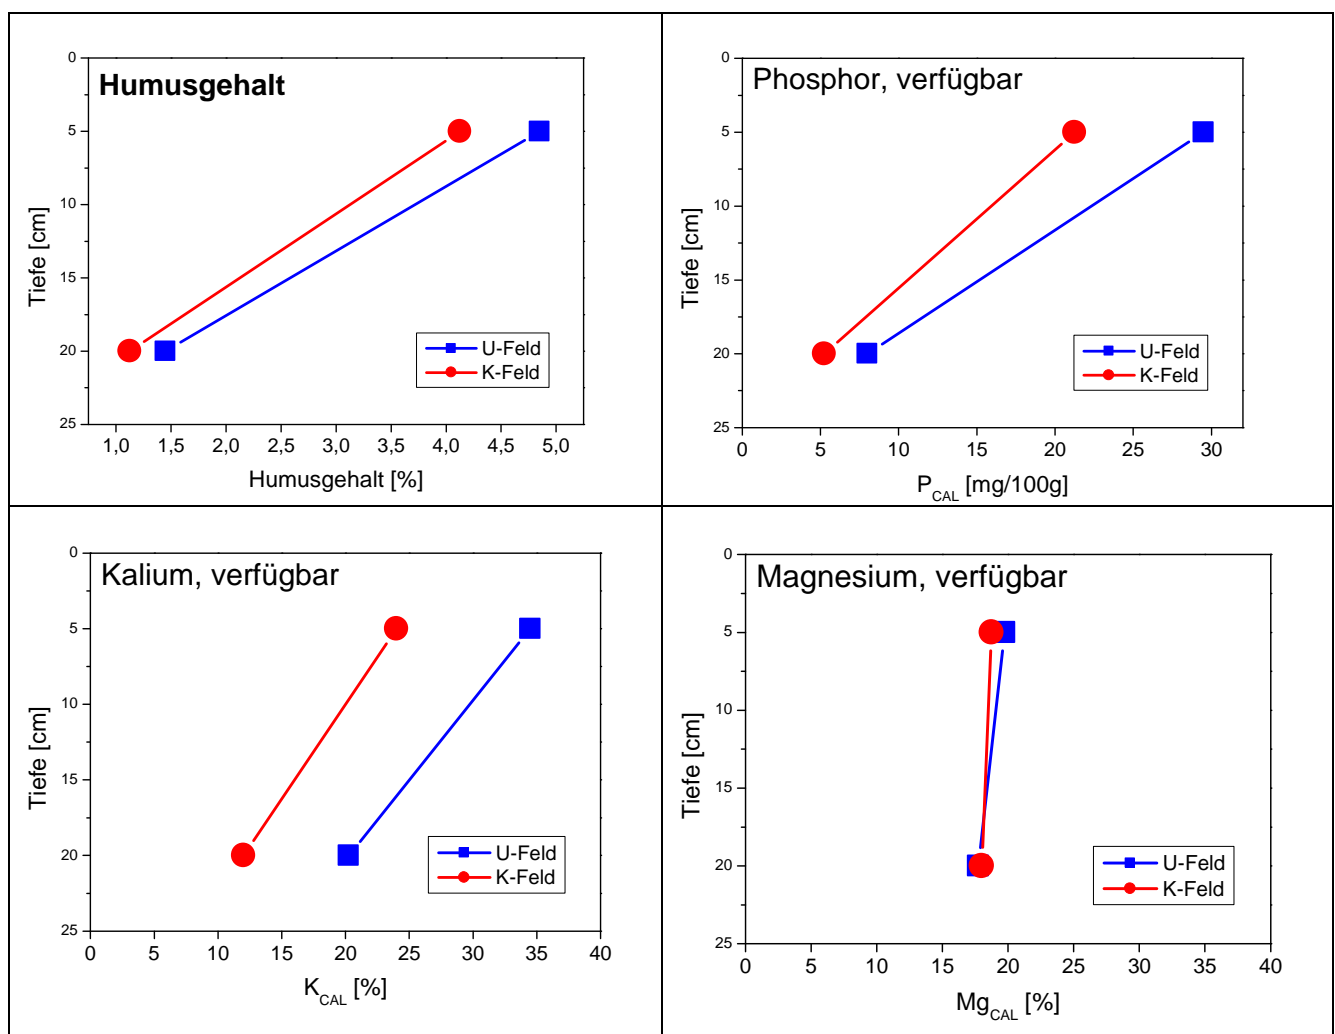 Humusgehalt
0
5
10
15
20
25
Tiefe [cm]
U-Feld
K-Feld
1,0 1,5 2,0 2,5 3,0 3,5 4,0 4,5 5,0
Humusgehalt [%]
Phosphor, verfügbar
0
5
10
15
20
25
Tiefe [cm]
U-Feld
K-Feld
0 5 10 15 20 25 30
PCAL [mg/100g]
Kalium, verfügbar
0
5
10
15
20
25
Tiefe [cm]
U-Feld
K-Feld
0 5 10 15 20 25 30 35 40
KCAL [%]
Magnesium, verfügbar
0
5
10
15
20
25
Tiefe [cm]
U-Feld
K-Feld
0 5 10 15 20 25 30 35 40
MgCAL [%]